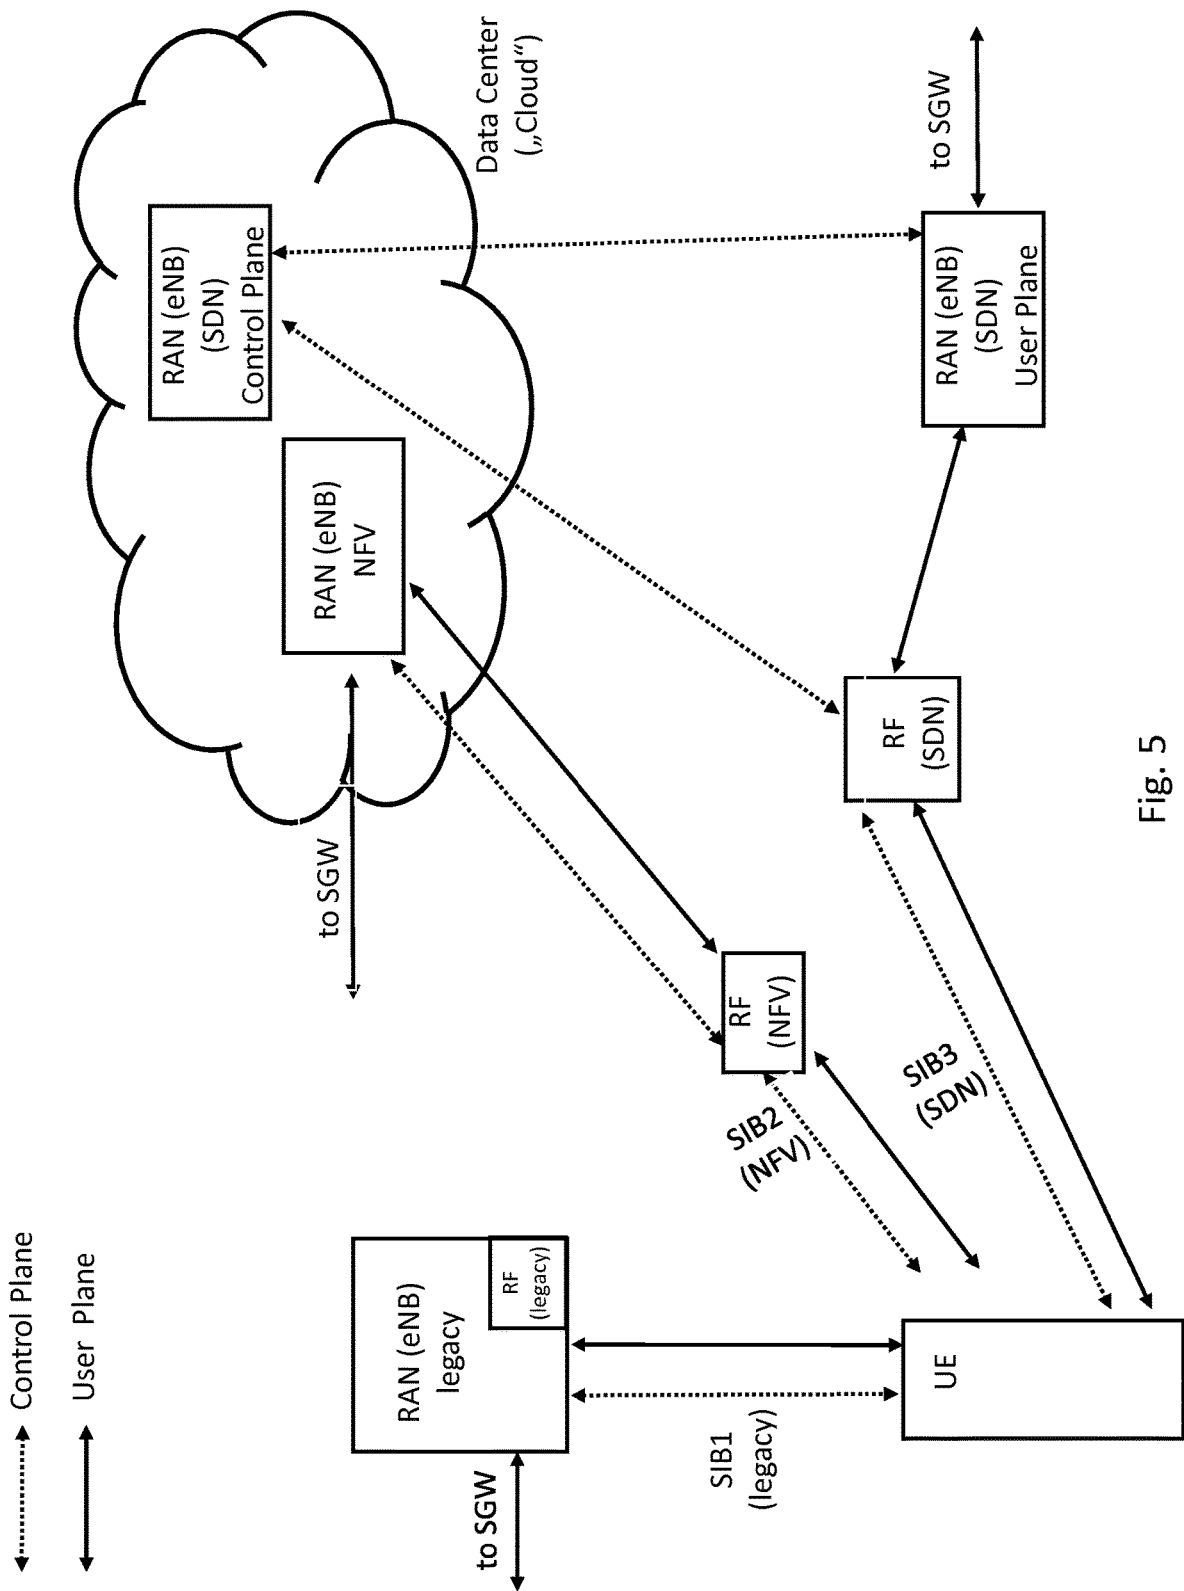 Control Plane
User Plane
to SGW
RAN (eNB)
legacy
RF
(legacy)
SIB1
(legacy)
UE
to SGW
RAN (eNB)
NFV
RAN (eNB)
(SDN)
Control Plane
Data Center
(„Cloud“)
SIB2
(NFV)
RF
(NFV)
SIB3
(SDN)
RF
(SDN)
RAN (eNB)
(SDN)
User Plane
to SGW
Fig. 5